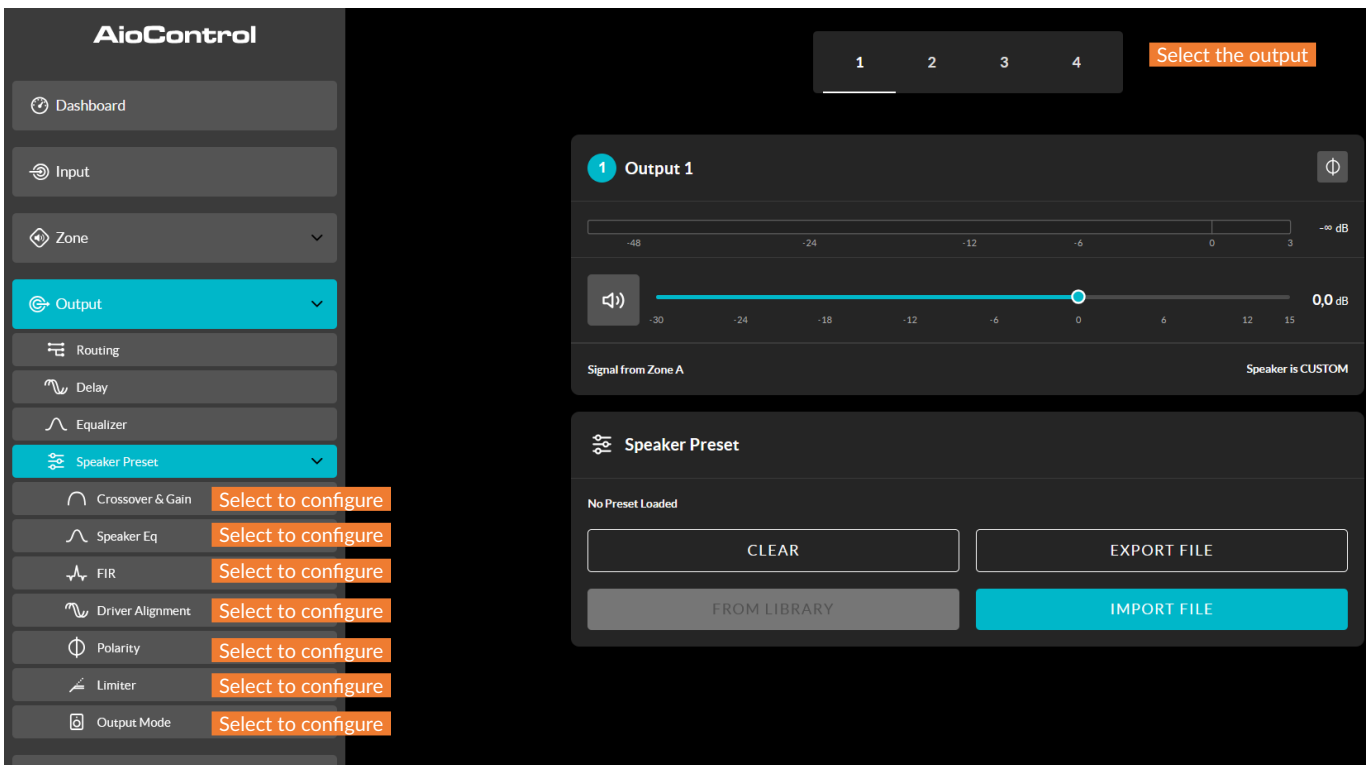 AioControl
Dashboard
Input
Zone
Output
Routing
Delay
Equalizer
Speaker Preset
Crossover & Gain Select to configure
Speaker Eq Select to configure
FIR Select to configure
Driver Alignment Select to configure
Polarity Select to configure
Limiter Select to configure
Output Mode Select to configure
1 2 3 4 Select the output
1 Output 1
-∞ dB
-48 -24 -12 -6 0 3
0,0 dB
-30 -24 -18 -12 -6 0 6 12 15
Signal from Zone A Speaker is CUSTOM
Speaker Preset
No Preset Loaded
CLEAR EXPORT FILE
FROM LIBRARY IMPORT FILE